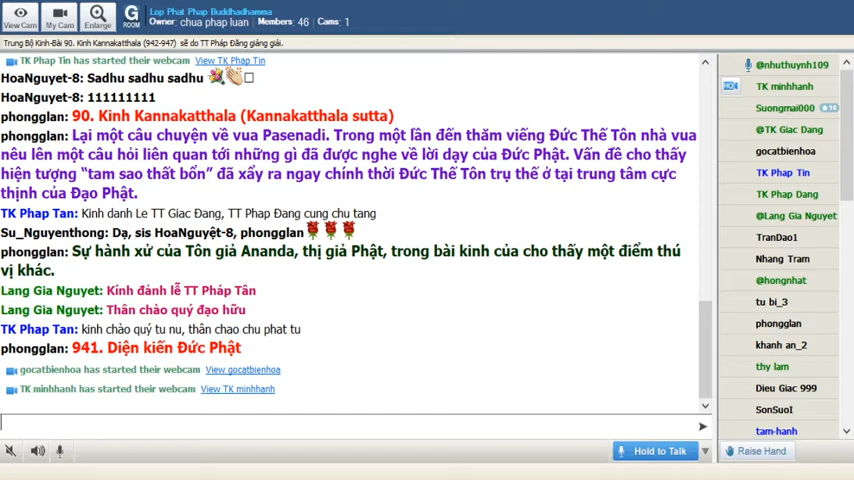 View Cam
My Cam
Enlarge
G
ROOM
Lop Phat Phap Buddhadhamma
Owner: chua phap luan / Members: 46 / Cams: 1
Trung Bộ Kinh-Bài 90. Kinh Kannakatthala (942-947) sẽ do TT Pháp Đăng giảng giải.
TK Phap Tin has started their webcam View TK Phap Tin
HoaNguyet-8: Sadhu sadhu sadhu
HoaNguyet-8: 111111111
phongglan: 90. Kinh Kannakatthala (Kannakatthala sutta)
phongglan: Lại một câu chuyện về vua Pasenadi. Trong một lần đến thăm viếng Đức Thế Tôn nhà vua
nêu lên một câu hỏi liên quan tới những gì đã được nghe về lời dạy của Đức Phật. Vấn đề cho thấy
hiện tượng “tam sao thất bổn” đã xẩy ra ngay chính thời Đức Thế Tôn trụ thế ở tại trung tâm cực
thịnh của Đạo Phật.
TK Phap Tan: Kinh danh Le TT Giac Đang, TT Phap Đang cung chu tang
Su_Nguyenthong: Dạ, sis HoaNguyệt-8, phongglan
phongglan: Sự hành xử của Tôn giả Ananda, thị giả Phật, trong bài kinh của cho thấy một điểm thú
vị khác.
Lang Gia Nguyet: Kính đảnh lễ TT Pháp Tân
Lang Gia Nguyet: Thân chào quý đạo hữu
TK Phap Tan: kinh chào quý tu nu, thân chao chu phat tu
phongglan: 941. Diện kiến Đức Phật
gocatbienhoa has started their webcam View gocatbienhoa
TK minhhanh has started their webcam View TK minhhanh
@nhuthuynh109
TK minhhanh
Suongmai000
@TK Giac Dang
gocatbienhoa
TK Phap Tin
TK Phap Dang
@Lang Gia Nguyet
TranDao1
Nhang Tram
@hongnhat
tu bi_3
phongglan
khanh an_2
thy lam
Dieu Giac 999
SonSuoI
tam-hanh
Hold to Talk
Raise Hand